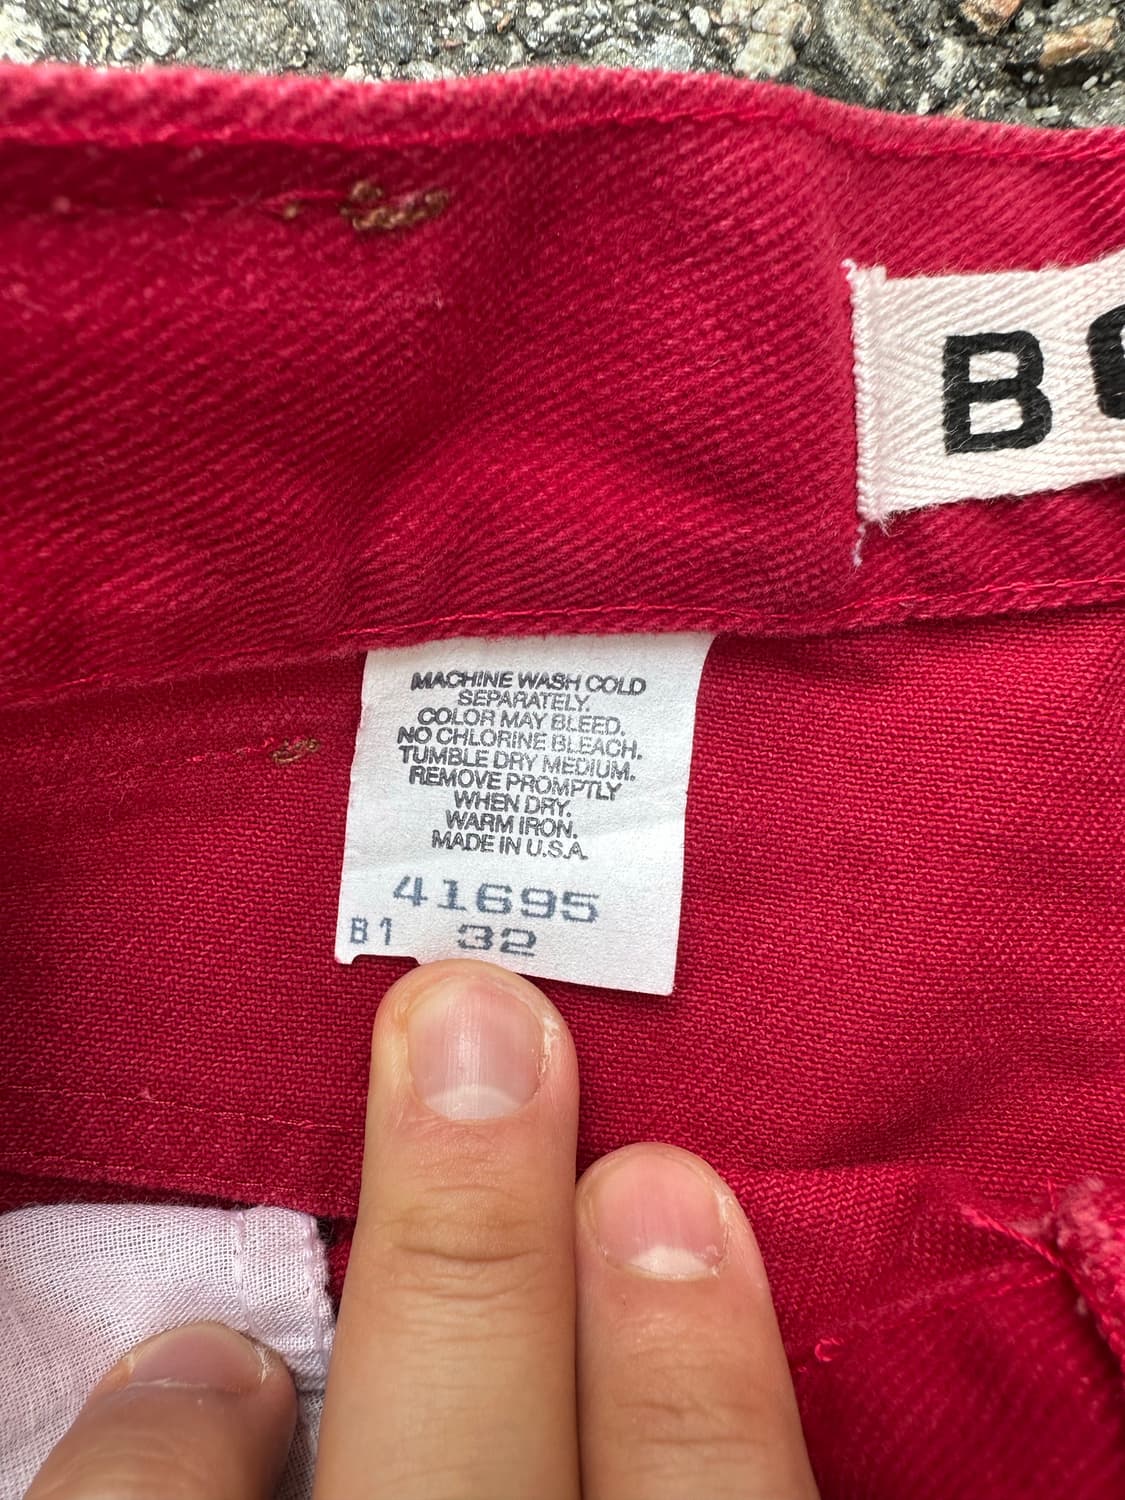 B
MACHINE WASH COLD
SEPARATELY.
COLOR MAY BLEED.
NO CHLORINE BLEACH.
TUMBLE DRY MEDIUM.
REMOVE PROMPTLY
WHEN DRY.
WARM IRON.
MADE IN U.S.A.
41695
B1 32